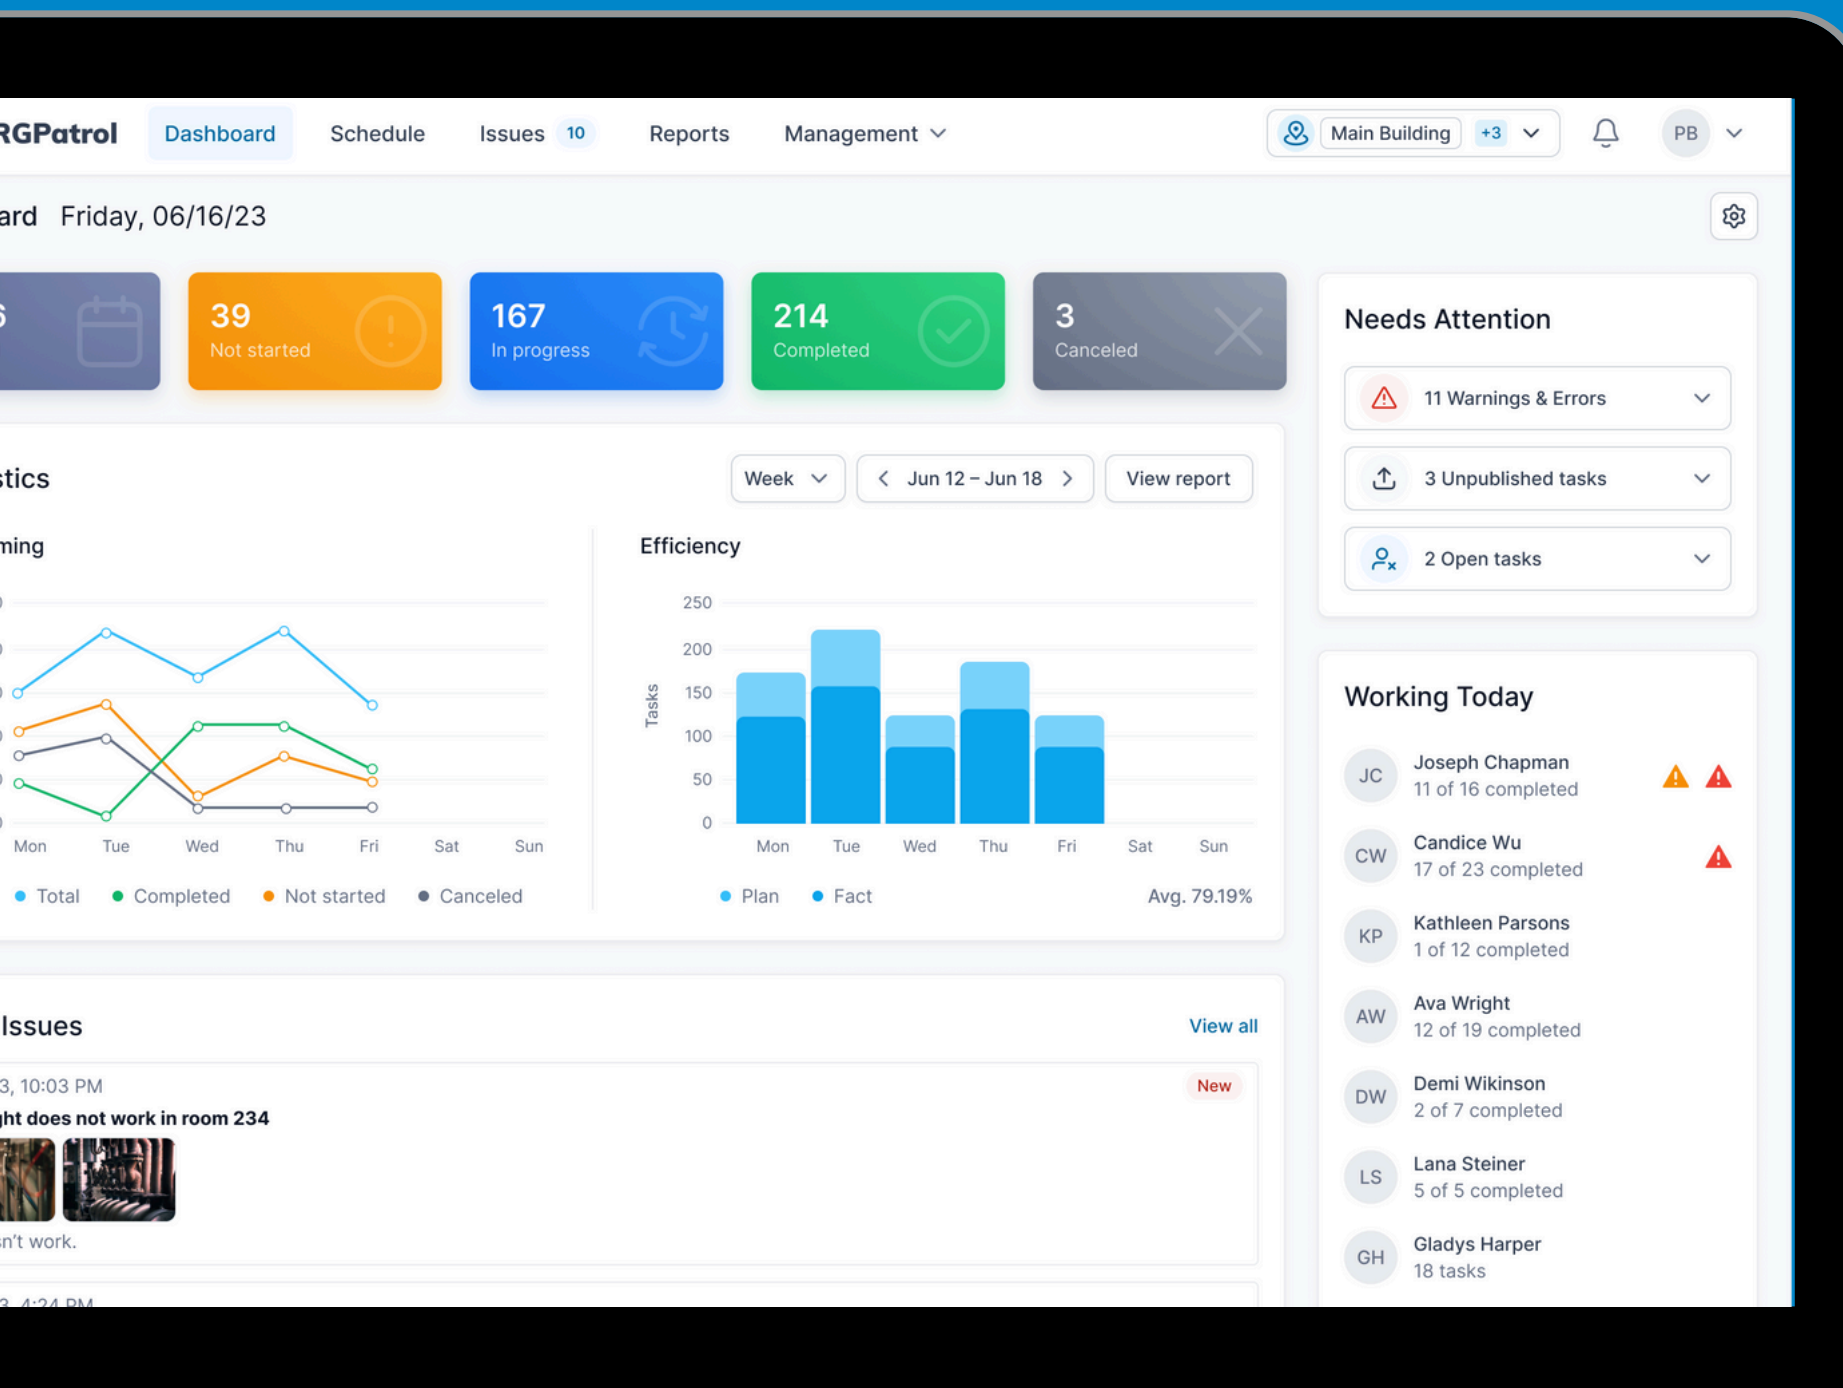 RGPatrol Dashboard Schedule Issues 10 Reports Management Main Building +3 PB
ard Friday, 06/16/23
39
Not started
167
In progress
214
Completed
3
Canceled
stics Week Jun 12 – Jun 18 View report
ming
Mon Tue Wed Thu Fri Sat Sun
Total Completed Not started Canceled
Efficiency
250
200
150
100
50
0
Tasks
Mon Tue Wed Thu Fri Sat Sun
Plan Fact Avg. 79.19%
Issues View all
3, 10:03 PM New
ght does not work in room 234
sn't work.
3, 4:24 PM
Needs Attention
11 Warnings & Errors
3 Unpublished tasks
2 Open tasks
Working Today
JC Joseph Chapman
11 of 16 completed
CW Candice Wu
17 of 23 completed
KP Kathleen Parsons
1 of 12 completed
AW Ava Wright
12 of 19 completed
DW Demi Wikinson
2 of 7 completed
LS Lana Steiner
5 of 5 completed
GH Gladys Harper
18 tasks